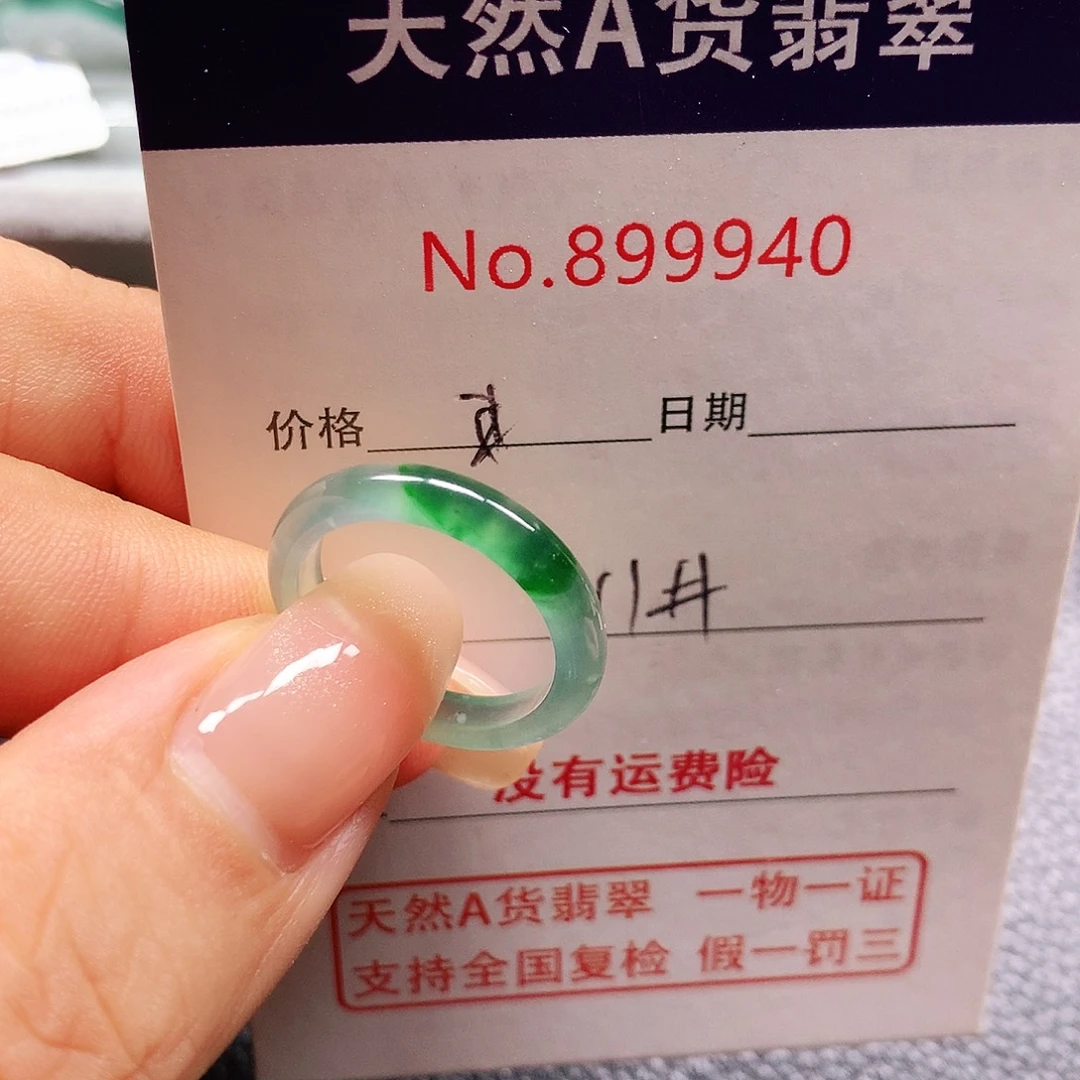 天然A货翡翠
No.899940
价格 日期
11#
没有运费险
天然A货翡翠 一物一证
支持全国复检 假一罚三